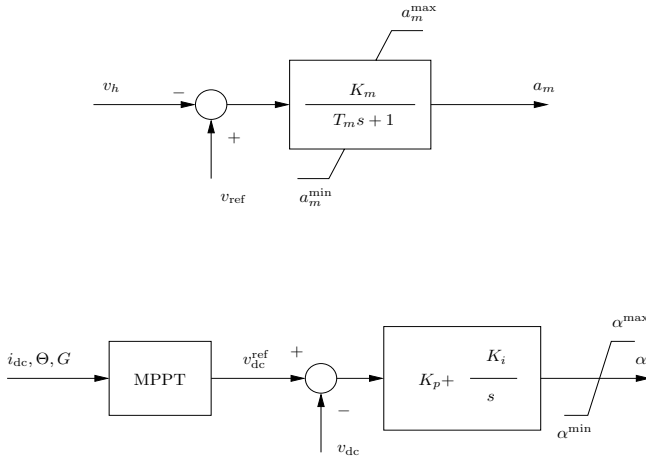 a_m^max
v_h
−
K_m
T_m s + 1
a_m
+
v_ref
a_m^min
i_dc, Θ, G
MPPT
v_dc^ref
+
−
v_dc
K_p +
K_i
s
α^max
α
α^min